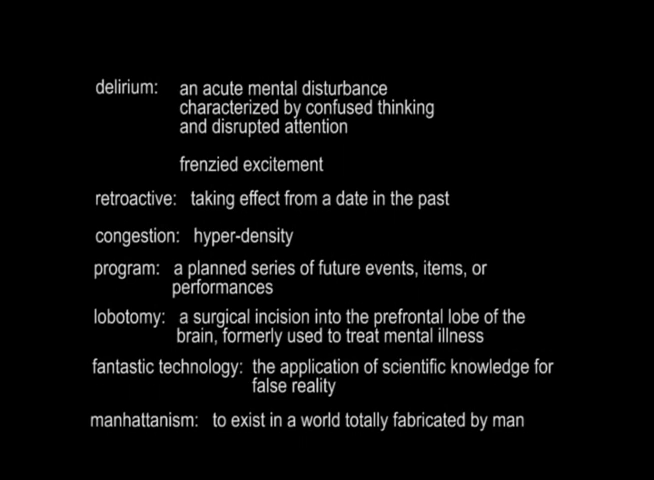 delirium: an acute mental disturbance
characterized by confused thinking
and disrupted attention
frenzied excitement
retroactive: taking effect from a date in the past
congestion: hyper-density
program: a planned series of future events, items, or
performances
lobotomy: a surgical incision into the prefrontal lobe of the
brain, formerly used to treat mental illness
fantastic technology: the application of scientific knowledge for
false reality
manhattanism: to exist in a world totally fabricated by man